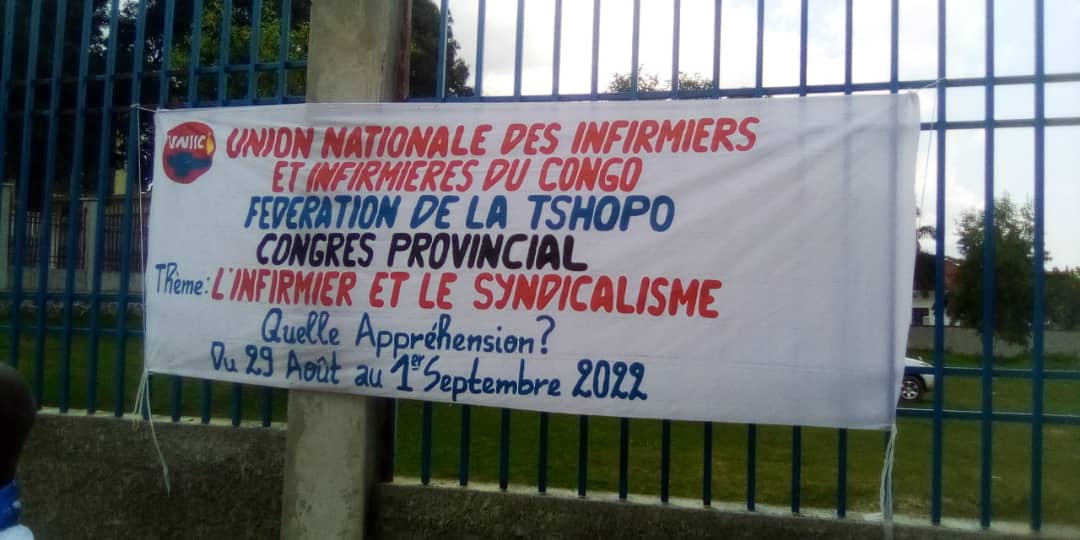 UNIIC
UNION NATIONALE DES INFIRMIERS
ET INFIRMIERES DU CONGO
FEDERATION DE LA TSHOPO
CONGRES PROVINCIAL
Thème: L'INFIRMIER ET LE SYNDICALISME
Quelle Appréhension?
Du 29 Août au 1er Septembre 2022